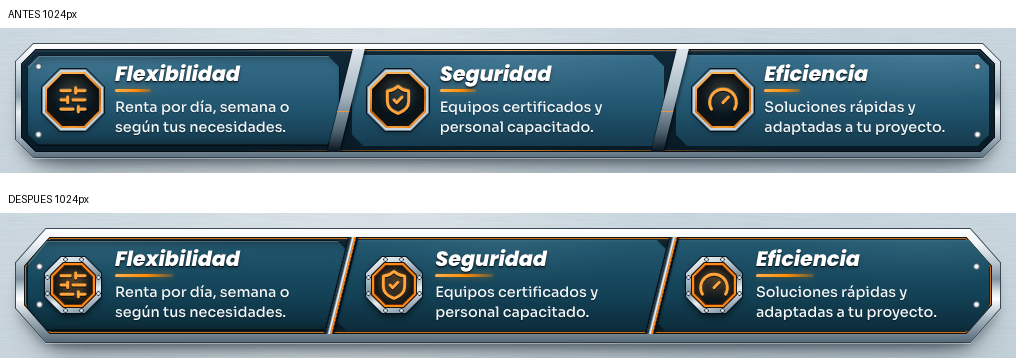 ANTES 1024px
Flexibilidad
Renta por día, semana o
según tus necesidades.
Seguridad
Equipos certificados y
personal capacitado.
Eficiencia
Soluciones rápidas y
adaptadas a tu proyecto.
DESPUES 1024px
Flexibilidad
Renta por día, semana o
según tus necesidades.
Seguridad
Equipos certificados y
personal capacitado.
Eficiencia
Soluciones rápidas y
adaptadas a tu proyecto.